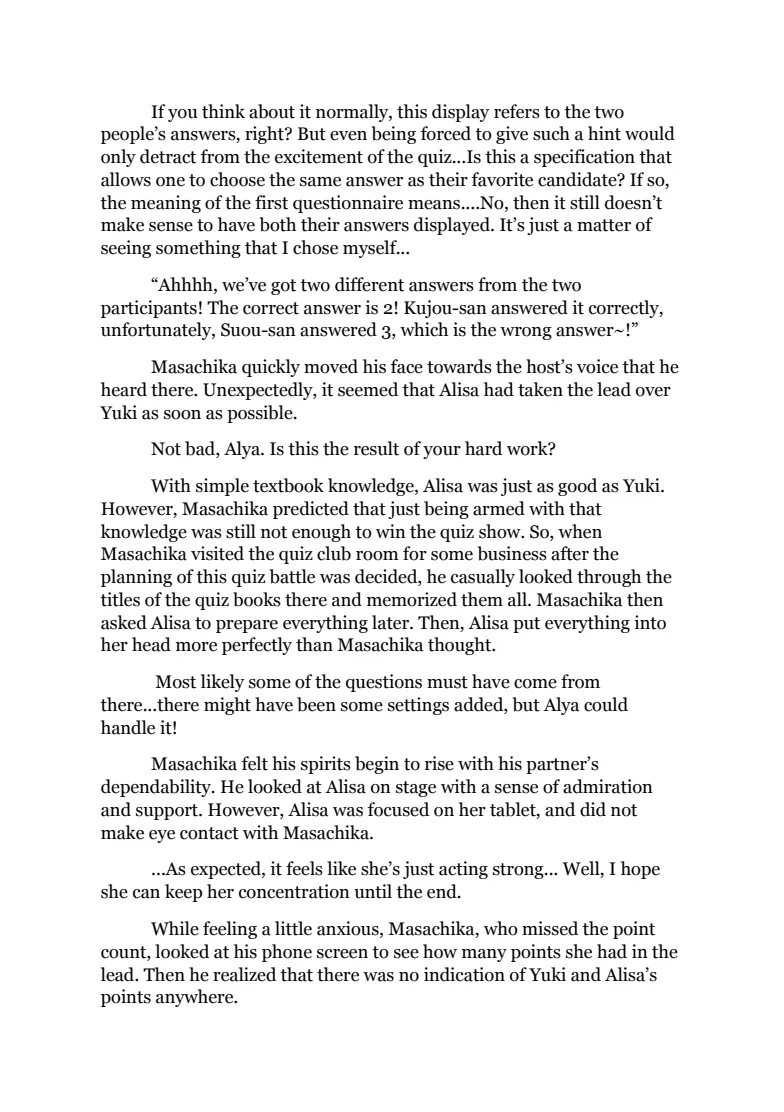 If you think about it normally, this display refers to the two
people’s answers, right? But even being forced to give such a hint would
only detract from the excitement of the quiz...Is this a specification that
allows one to choose the same answer as their favorite candidate? If so,
the meaning of the first questionnaire means....No, then it still doesn’t
make sense to have both their answers displayed. It’s just a matter of
seeing something that I chose myself...
“Ahhhh, we’ve got two different answers from the two
participants! The correct answer is 2! Kujou-san answered it correctly,
unfortunately, Suou-san answered 3, which is the wrong answer~!”
Masachika quickly moved his face towards the host’s voice that he
heard there. Unexpectedly, it seemed that Alisa had taken the lead over
Yuki as soon as possible.
Not bad, Alya. Is this the result of your hard work?
With simple textbook knowledge, Alisa was just as good as Yuki.
However, Masachika predicted that just being armed with that
knowledge was still not enough to win the quiz show. So, when
Masachika visited the quiz club room for some business after the
planning of this quiz battle was decided, he casually looked through the
titles of the quiz books there and memorized them all. Masachika then
asked Alisa to prepare everything later. Then, Alisa put everything into
her head more perfectly than Masachika thought.
Most likely some of the questions must have come from
there...there might have been some settings added, but Alya could
handle it!
Masachika felt his spirits begin to rise with his partner’s
dependability. He looked at Alisa on stage with a sense of admiration
and support. However, Alisa was focused on her tablet, and did not
make eye contact with Masachika.
...As expected, it feels like she’s just acting strong... Well, I hope
she can keep her concentration until the end.
While feeling a little anxious, Masachika, who missed the point
count, looked at his phone screen to see how many points she had in the
lead. Then he realized that there was no indication of Yuki and Alisa’s
points anywhere.